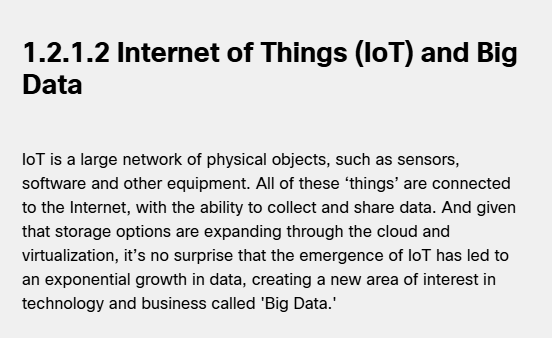 1.2.1.2 Internet of Things (IoT) and Big
Data
IoT is a large network of physical objects, such as sensors,
software and other equipment. All of these ‘things’ are connected
to the Internet, with the ability to collect and share data. And given
that storage options are expanding through the cloud and
virtualization, it’s no surprise that the emergence of IoT has led to
an exponential growth in data, creating a new area of interest in
technology and business called 'Big Data.'